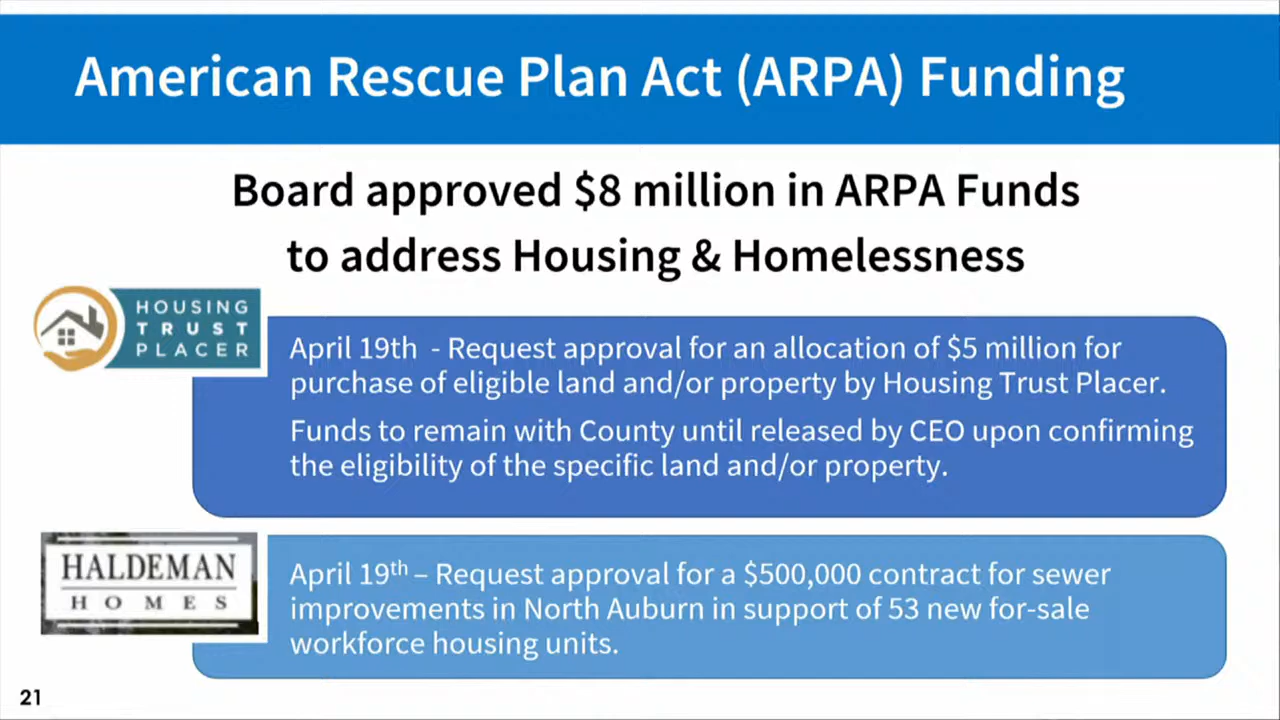 American Rescue Plan Act (ARPA) Funding
Board approved $8 million in ARPA Funds
to address Housing & Homelessness
HOUSING
TRUST
PLACER
April 19th - Request approval for an allocation of $5 million for
purchase of eligible land and/or property by Housing Trust Placer.
Funds to remain with County until released by CEO upon confirming
the eligibility of the specific land and/or property.
HALDEMAN
HOMES
April 19th – Request approval for a $500,000 contract for sewer
improvements in North Auburn in support of 53 new for-sale
workforce housing units.
21